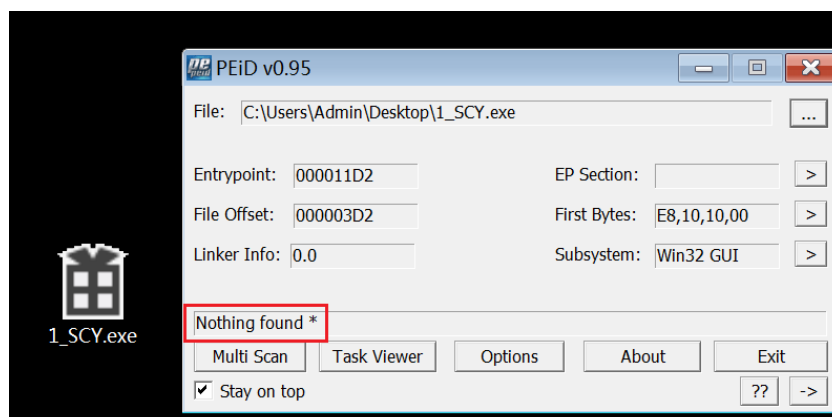 PEiD v0.95
File: C:\Users\Admin\Desktop\1_SCY.exe ...
Entrypoint: 000011D2 EP Section: >
File Offset: 000003D2 First Bytes: E8,10,10,00 >
Linker Info: 0.0 Subsystem: Win32 GUI >
1_SCY.exe
Nothing found *
Multi Scan Task Viewer Options About Exit
Stay on top ?? ->